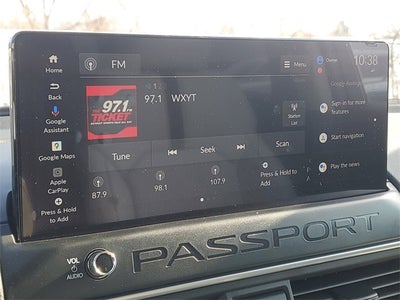 Home
Back
Google
Assistant
Google Maps
Apple
CarPlay
Press & Hold
to Add
FM
Menu
97.1
TICKET
97.1 WXYT
Station
List
Tune
Seek
Scan
87.9
98.1
107.9
Press & Hold to
Add
10:38
Sign-in for more
features
Start navigation
Play the news
VOL
AUDIO
PASSPORT